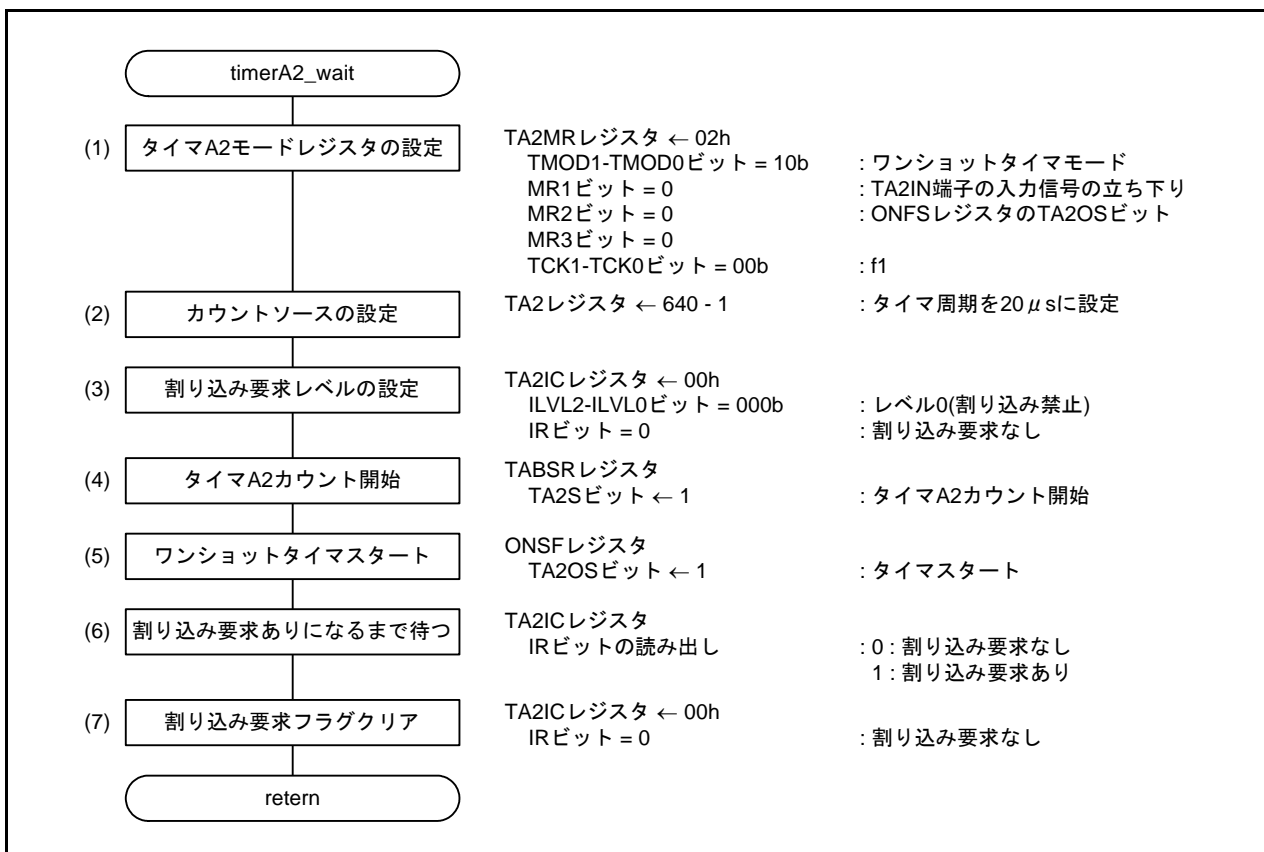 timerA2_wait
(1) タイマA2モードレジスタの設定
TA2MRレジスタ ← 02h
TMOD1-TMOD0ビット = 10b : ワンショットタイマモード
MR1ビット = 0 : TA2IN端子の入力信号の立ち下り
MR2ビット = 0 : ONFSレジスタのTA2OSビット
MR3ビット = 0
TCK1-TCK0ビット = 00b : f1
(2) カウントソースの設定
TA2レジスタ ← 640 - 1 : タイマ周期を20μsに設定
(3) 割り込み要求レベルの設定
TA2ICレジスタ ← 00h
ILVL2-ILVL0ビット = 000b : レベル0(割り込み禁止)
IRビット = 0 : 割り込み要求なし
(4) タイマA2カウント開始
TABSRレジスタ
TA2Sビット ← 1 : タイマA2カウント開始
(5) ワンショットタイマスタート
ONSFレジスタ
TA2OSビット ← 1 : タイマスタート
(6) 割り込み要求ありになるまで待つ
TA2ICレジスタ
IRビットの読み出し : 0 : 割り込み要求なし
1 : 割り込み要求あり
(7) 割り込み要求フラグクリア
TA2ICレジスタ ← 00h
IRビット = 0 : 割り込み要求なし
retern